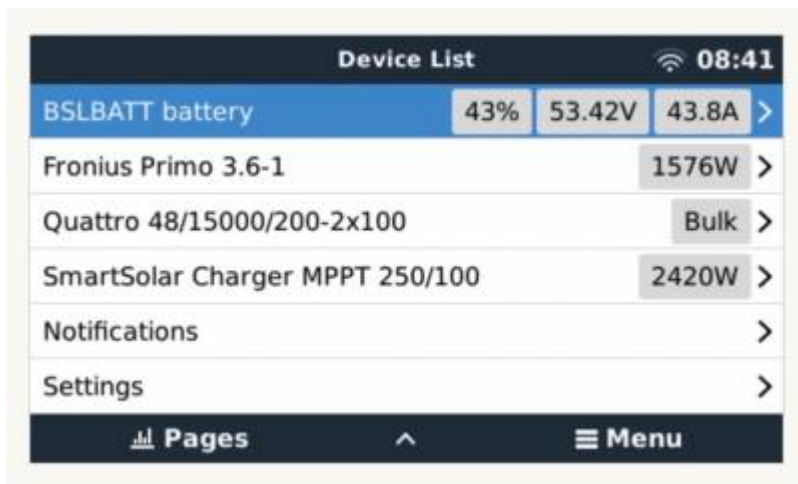 Device List 08:41
BSLBATT battery 43% 53.42V 43.8A >
Fronius Primo 3.6-1 1576W >
Quattro 48/15000/200-2x100 Bulk >
SmartSolar Charger MPPT 250/100 2420W >
Notifications >
Settings >
Pages Menu